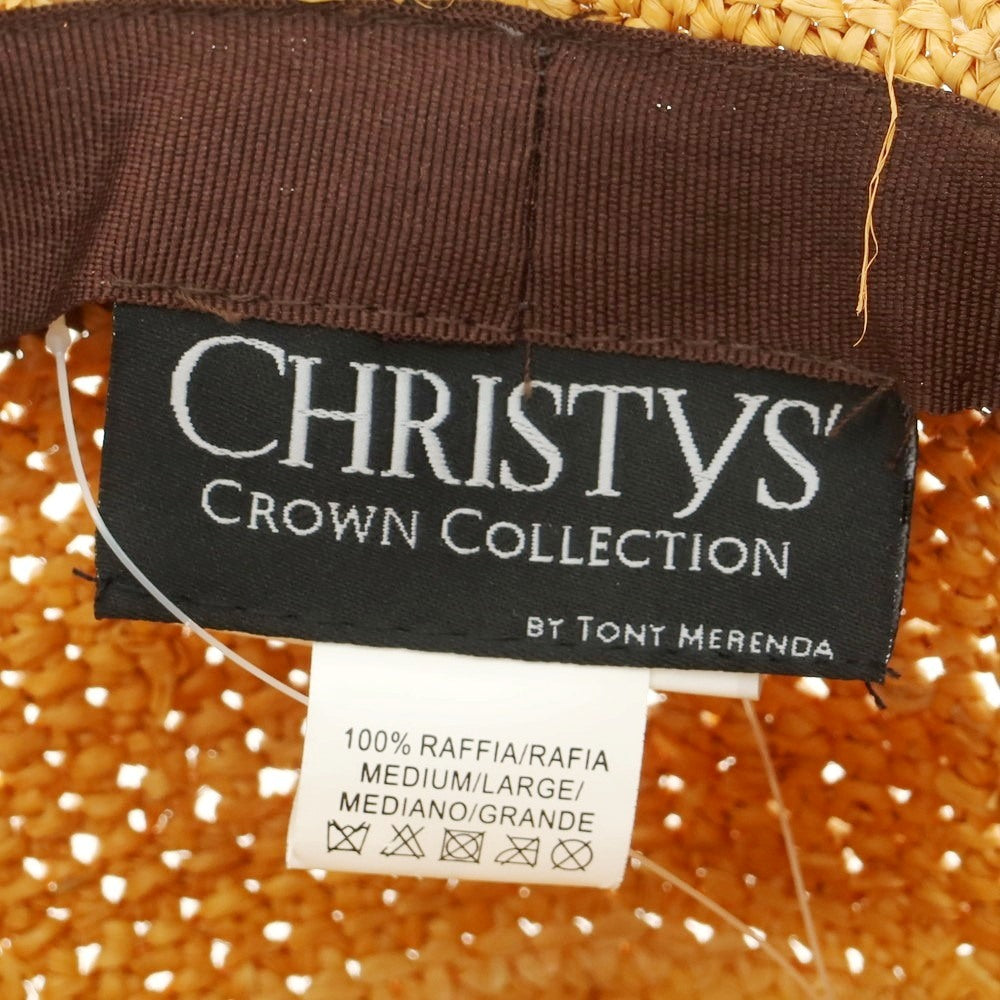 CHRISTYS'
CROWN COLLECTION
BY TONY MERENDA
100% RAFFIA/RAFIA
MEDIUM/LARGE/
MEDIANO/GRANDE